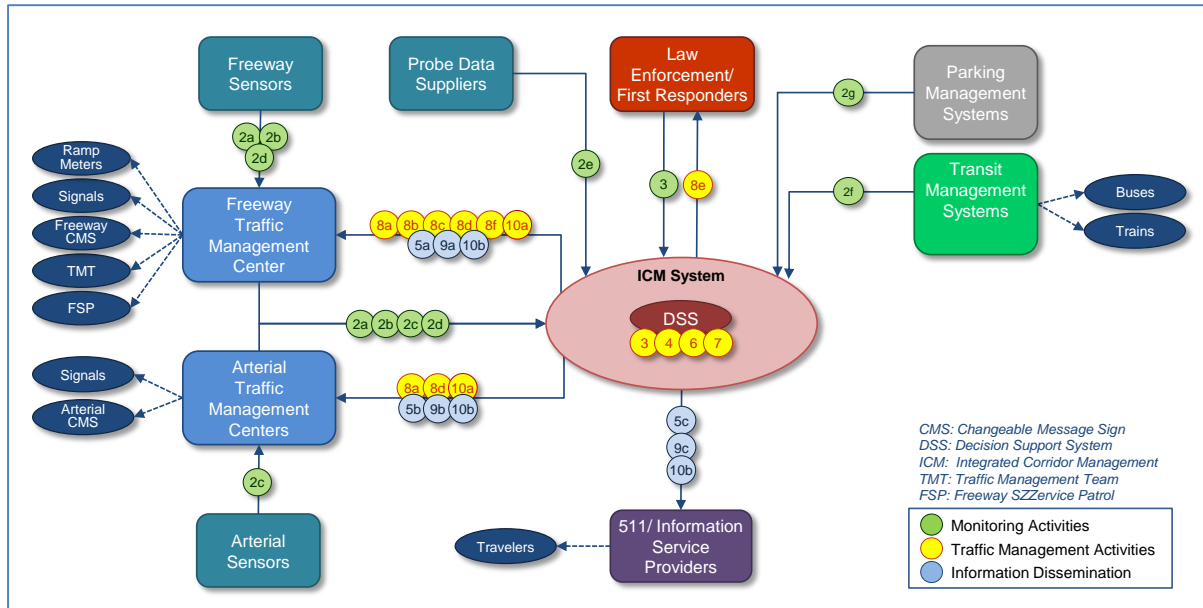 Freeway
Sensors
Probe Data
Suppliers
Law
Enforcement/
First Responders
Parking
Management
Systems
2g
2a
2b
2d
Ramp
Meters
Signals
Freeway
CMS
TMT
FSP
Freeway
Traffic
Management
Center
2e
3
8e
2f
Transit
Management
Systems
Buses
Trains
8a
8b
8c
8d
8f
10a
5a
9a
10b
ICM System
DSS
3
4
6
7
2a
2b
2c
2d
Signals
Arterial
CMS
Arterial
Traffic
Management
Centers
8a
8d
10a
5b
9b
10b
5c
9c
10b
2c
Arterial
Sensors
Travelers
511/ Information
Service
Providers
CMS: Changeable Message Sign
DSS: Decision Support System
ICM: Integrated Corridor Management
TMT: Traffic Management Team
FSP: Freeway SZZervice Patrol
Monitoring Activities
Traffic Management Activities
Information Dissemination